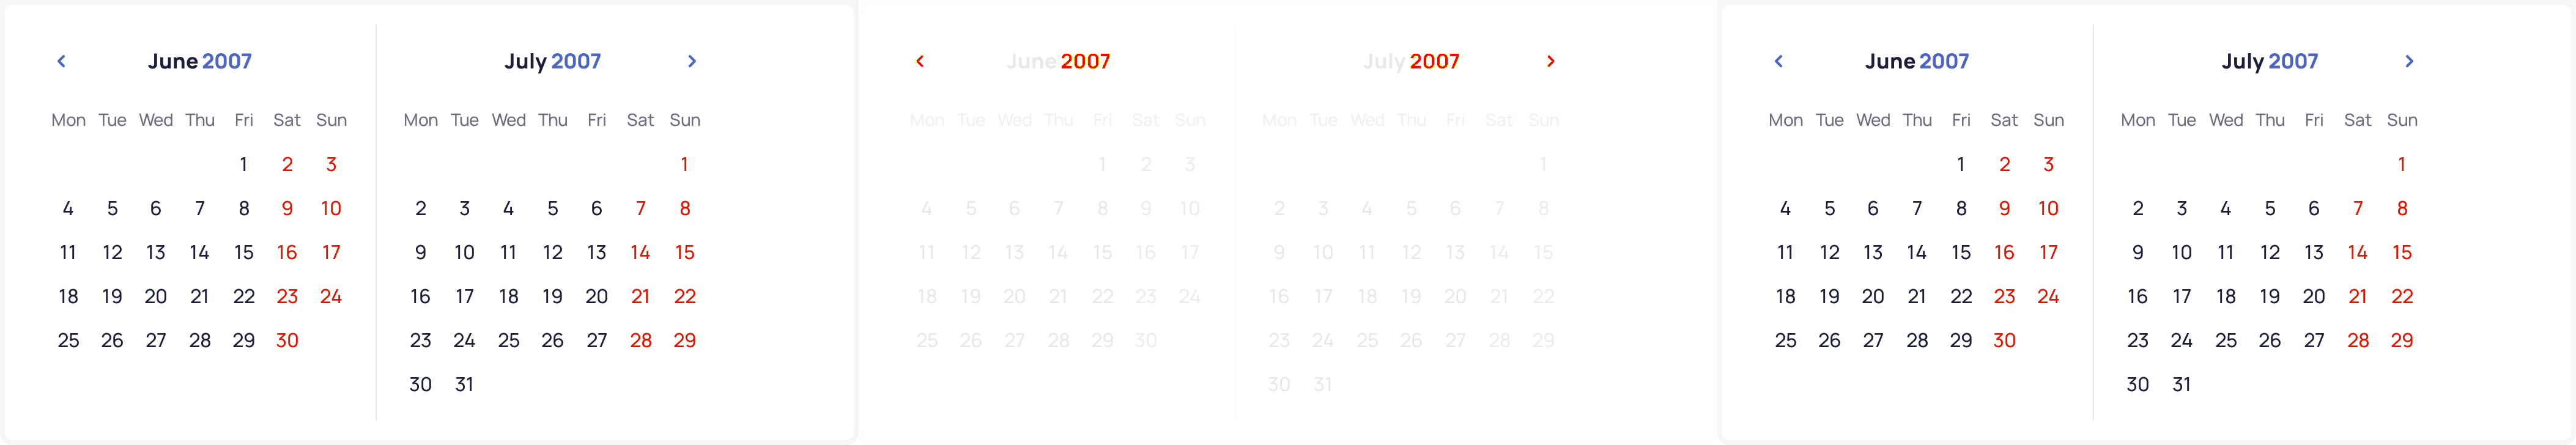 June 2007 July 2007 June 2007 July 2007 June 2007 July 2007
Mon Tue Wed Thu Fri Sat Sun Mon Tue Wed Thu Fri Sat Sun Mon Tue Wed Thu Fri Sat Sun Mon Tue Wed Thu Fri Sat Sun Mon Tue Wed Thu Fri Sat Sun Mon Tue Wed Thu Fri Sat Sun
1 2 3 1 1 2 3 1 1 2 3 1
4 5 6 7 8 9 10 2 3 4 5 6 7 8 4 5 6 7 8 9 10 2 3 4 5 6 7 8 4 5 6 7 8 9 10 2 3 4 5 6 7 8
11 12 13 14 15 16 17 9 10 11 12 13 14 15 11 12 13 14 15 16 17 9 10 11 12 13 14 15 11 12 13 14 15 16 17 9 10 11 12 13 14 15
18 19 20 21 22 23 24 16 17 18 19 20 21 22 18 19 20 21 22 23 24 16 17 18 19 20 21 22 18 19 20 21 22 23 24 16 17 18 19 20 21 22
25 26 27 28 29 30 23 24 25 26 27 28 29 25 26 27 28 29 30 23 24 25 26 27 28 29 25 26 27 28 29 30 23 24 25 26 27 28 29
30 31 30 31 30 31